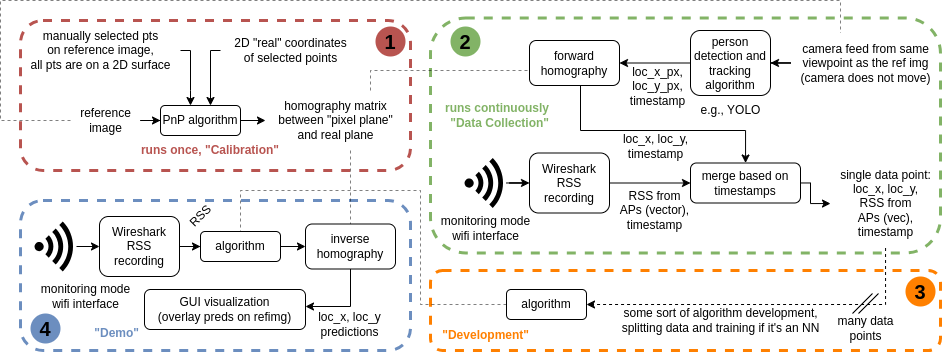 manually selected pts
on reference image,
all pts are on a 2D surface
2D "real" coordinates
of selected points
1
reference
image
PnP algorithm
homography matrix
between "pixel plane"
and real plane
runs once, "Calibration"
2
forward
homography
loc_x_px,
loc_y_px,
timestamp
person
detection and
tracking
algorithm
e.g., YOLO
camera feed from same
viewpoint as the ref img
(camera does not move)
runs continuously
"Data Collection"
loc_x, loc_y,
timestamp
monitoring mode
wifi interface
Wireshark
RSS
recording
RSS from
APs (vector),
timestamp
merge based on
timestamps
single data point:
loc_x, loc_y,
RSS from
APs (vec),
timestamp
3
algorithm
some sort of algorithm development,
splitting data and training if it's an NN
many data
points
"Development"
monitoring mode
wifi interface
Wireshark
RSS
recording
RSS
algorithm
inverse
homography
GUI visualization
(overlay preds on refimg)
loc_x, loc_y
predictions
4
"Demo"